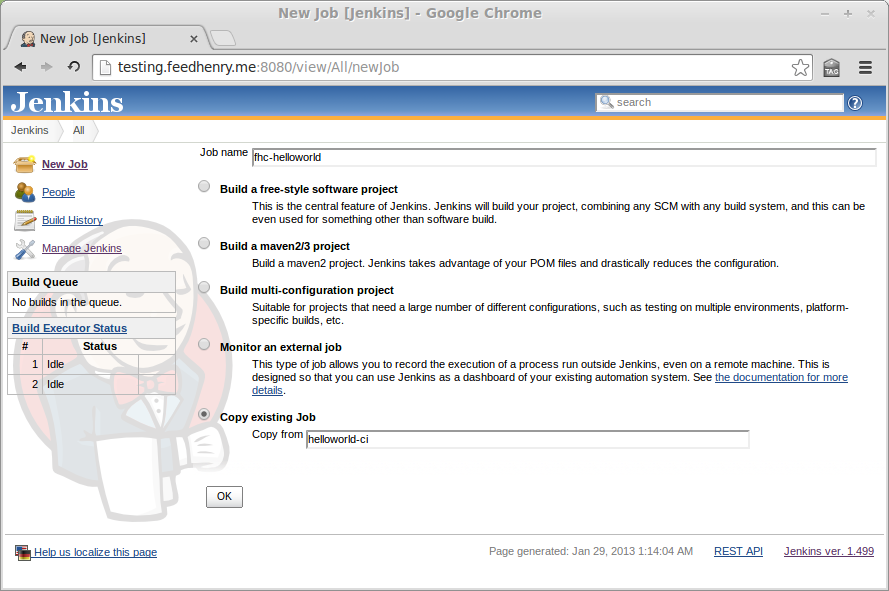 New Job [Jenkins] - Google Chrome
New Job [Jenkins]
testing.feedhenry.me:8080/view/All/newJob
TAG
Jenkins
search
?
Jenkins All
New Job
People
Build History
Manage Jenkins
Build Queue
No builds in the queue.
Build Executor Status
# Status
1 Idle
2 Idle
Job name fhc-helloworld
Build a free-style software project
This is the central feature of Jenkins. Jenkins will build your project, combining any SCM with any build system, and this can be
even used for something other than software build.
Build a maven2/3 project
Build a maven2 project. Jenkins takes advantage of your POM files and drastically reduces the configuration.
Build multi-configuration project
Suitable for projects that need a large number of different configurations, such as testing on multiple environments, platform-
specific builds, etc.
Monitor an external job
This type of job allows you to record the execution of a process run outside Jenkins, even on a remote machine. This is
designed so that you can use Jenkins as a dashboard of your existing automation system. See the documentation for more
details.
Copy existing Job
Copy from helloworld-ci
OK
Help us localize this page
Page generated: Jan 29, 2013 1:14:04 AM REST API Jenkins ver. 1.499